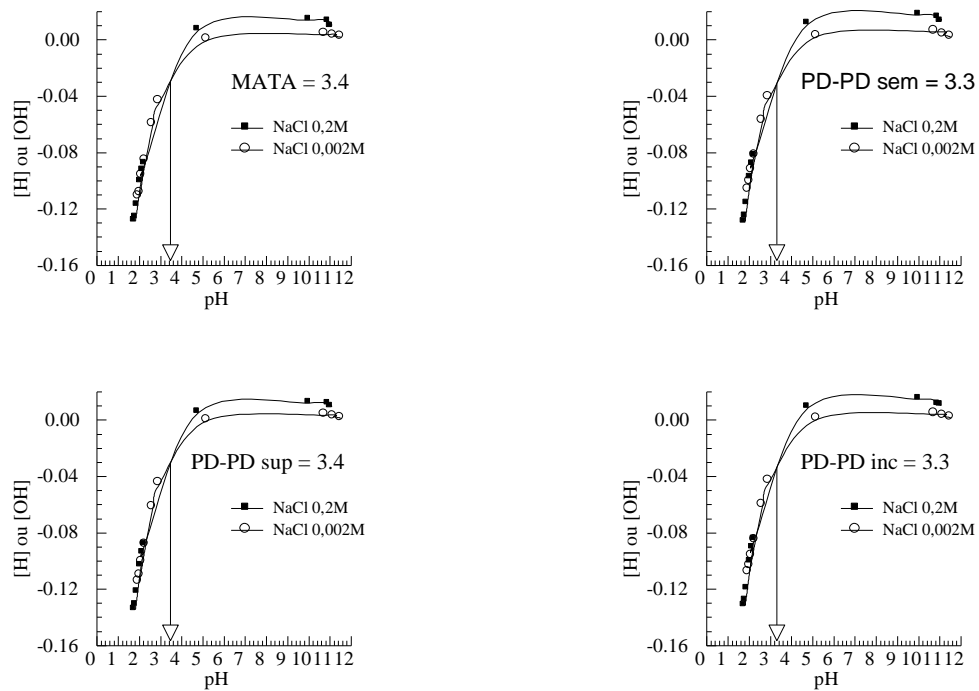 0.00
-0.04
-0.08
-0.12
-0.16
[H] ou [OH]
MATA = 3.4
NaCl 0,2M
NaCl 0,002M
0 1 2 3 4 5 6 7 8 9 10 11 12
pH
0.00
-0.04
-0.08
-0.12
-0.16
[H] ou [OH]
PD-PD sem = 3.3
NaCl 0,2M
NaCl 0,002M
0 1 2 3 4 5 6 7 8 9 10 11 12
pH
0.00
-0.04
-0.08
-0.12
-0.16
[H] ou [OH]
PD-PD sup = 3.4
NaCl 0,2M
NaCl 0,002M
0 1 2 3 4 5 6 7 8 9 10 11 12
pH
0.00
-0.04
-0.08
-0.12
-0.16
[H] ou [OH]
PD-PD inc = 3.3
NaCl 0,2M
NaCl 0,002M
0 1 2 3 4 5 6 7 8 9 10 11 12
pH